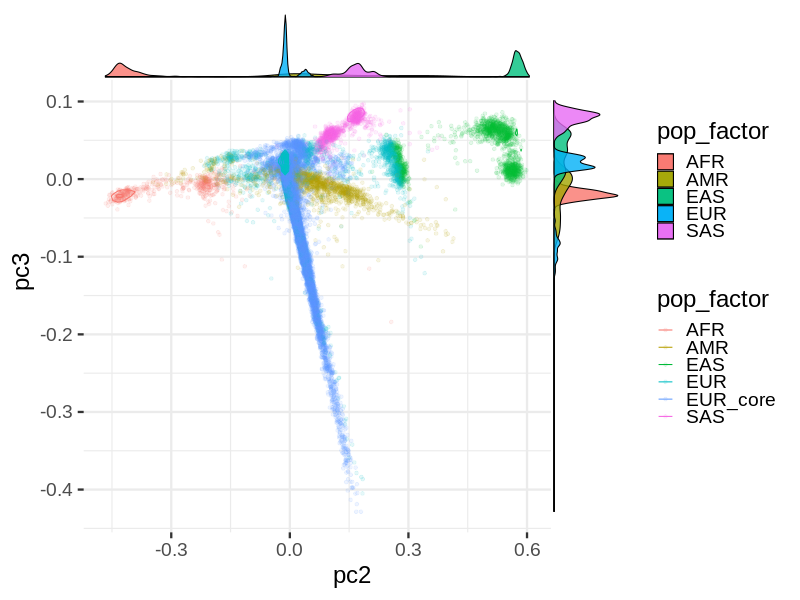 0.1
0.0
-0.1
-0.2
-0.3
-0.4
pc3
-0.3
0.0
0.3
0.6
pc2
pop_factor
AFR
AMR
EAS
EUR
SAS
pop_factor
AFR
AMR
EAS
EUR
EUR_core
SAS